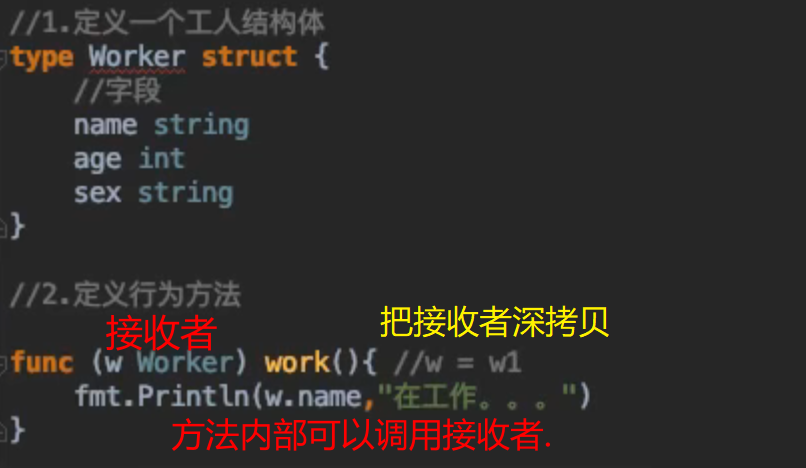 //1.定义一个工人结构体
type Worker struct {
//字段
name string
age int
sex string
}
//2.定义行为方法
接收者
把接收者深拷贝
func (w Worker) work(){ //w = w1
fmt.Println(w.name,"在工作。。。")
}
方法内部可以调用接收者.